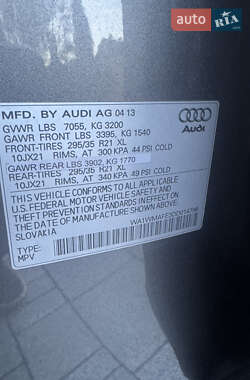 RIA.com
MFD. BY AUDI AG 04 13
GVWR LBS 7055, KG 3200
GAWR FRONT LBS 3395, KG 1540
FRONT-TIRES 295/35 R21 XL
10JX21 RIMS, AT 300 KPA 44 PSI COLD
GAWR REAR LBS 3902, KG 1770
REAR-TIRES 295/35 R21 XL
10JX21 RIMS, AT 340 KPA 49 PSI COLD
Audi
THIS VEHICLE CONFORMS TO ALL APPLICABLE
U.S. FEDERAL MOTOR VEHICLE SAFETY AND
THEFT PREVENTION STANDARDS IN EFFECT ON
THE DATE OF MANUFACTURE SHOWN ABOVE.
SLOVAKIA
TYPE:
MPV